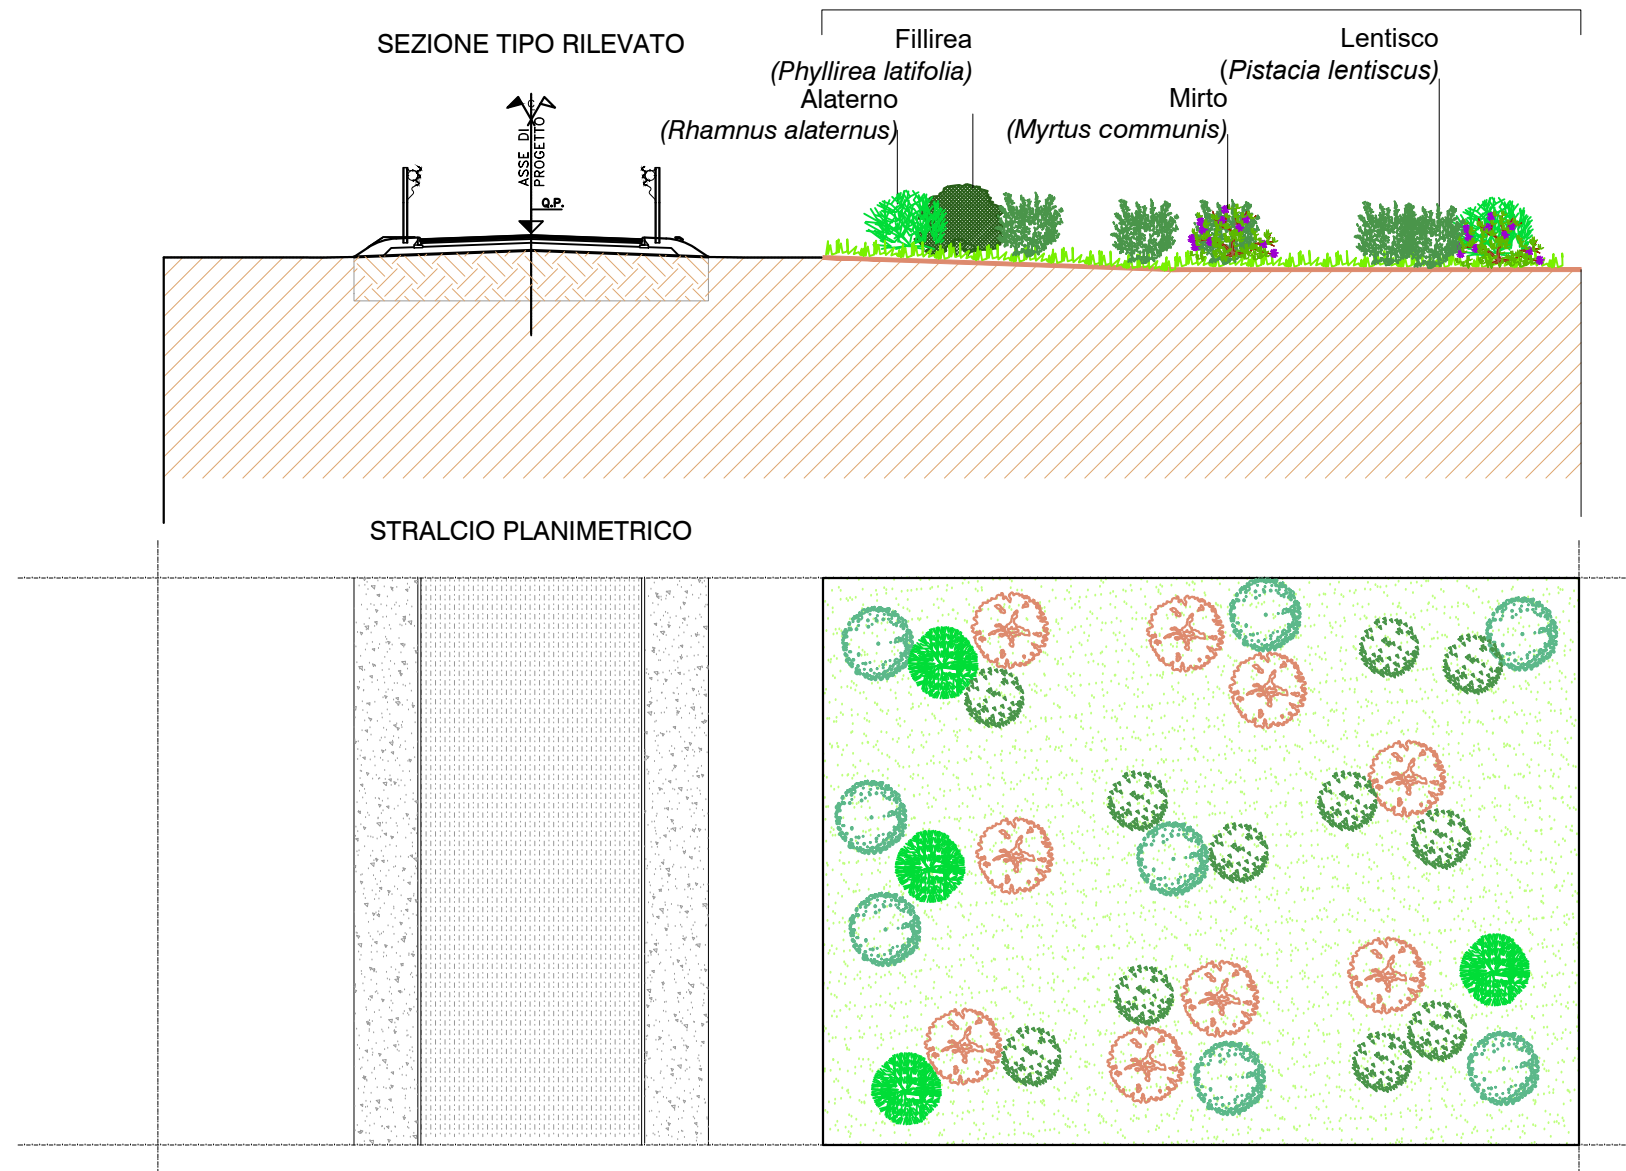 SEZIONE TIPO RILEVATO
Fillirea
(Phyllirea latifolia)
Alaterno
(Rhamnus alaternus)
Lentisco
(Pistacia lentiscus)
Mirto
(Myrtus communis)
C
ASSE DI
PROGETTO
Q.P.
STRALCIO PLANIMETRICO